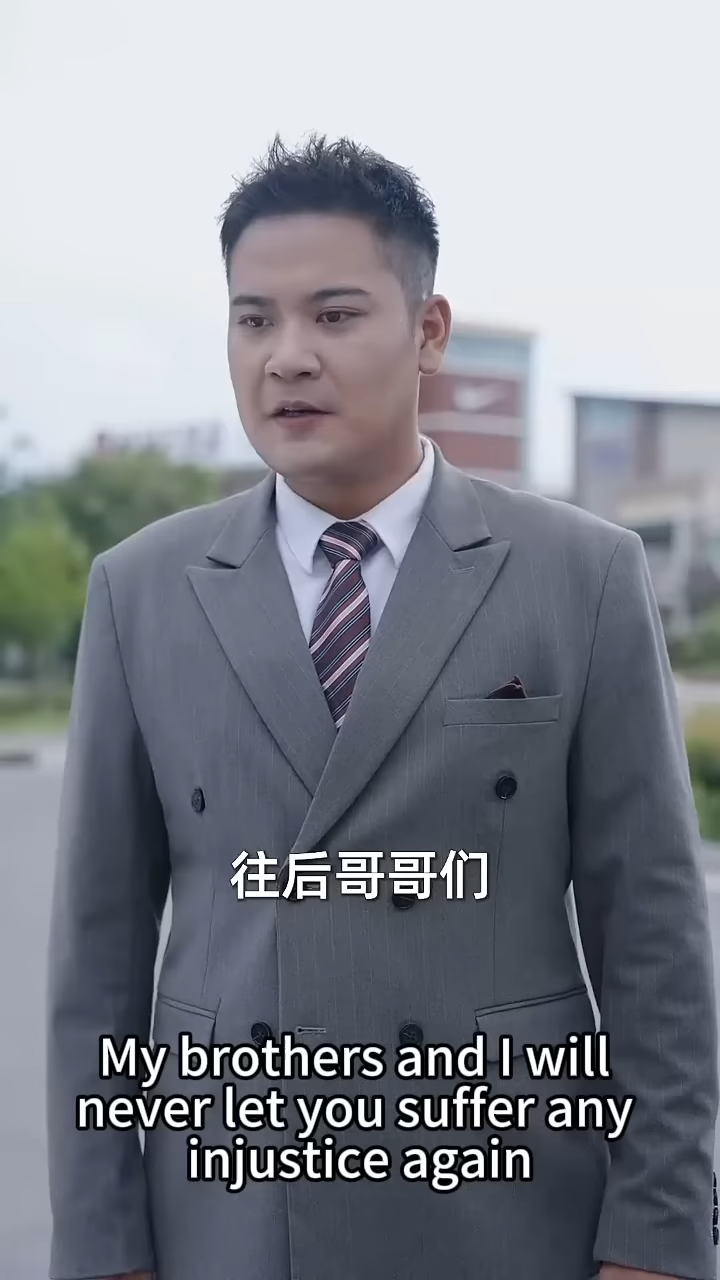 往后哥哥们
My brothers and I will
never let you suffer any
injustice again